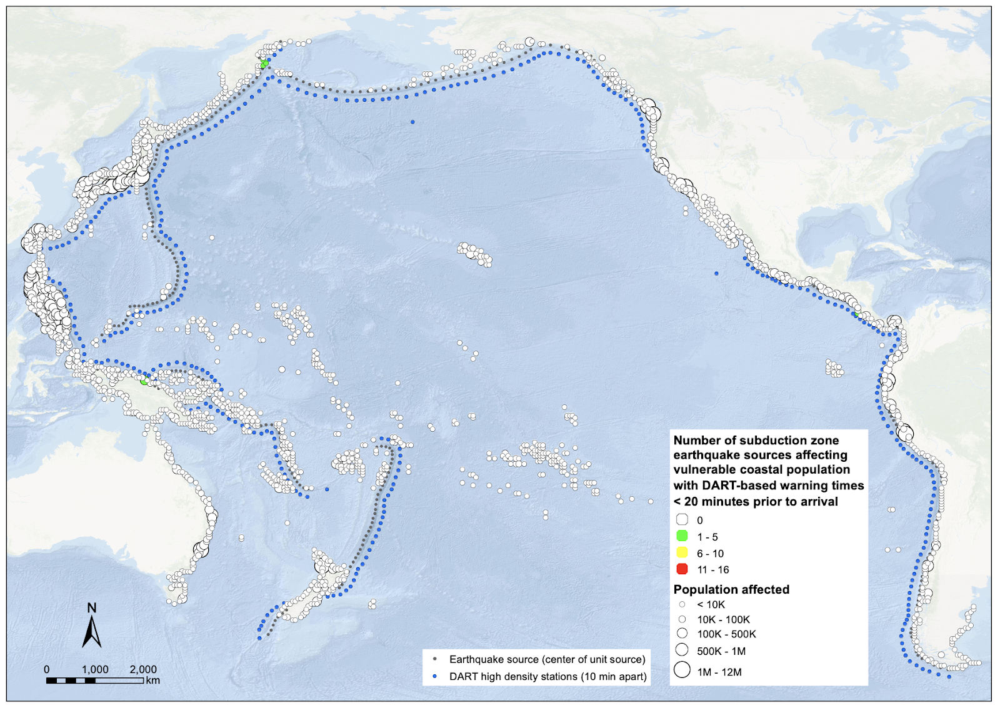 Number of subduction zone
earthquake sources affecting
vulnerable coastal population
with DART-based warning times
< 20 minutes prior to arrival
0
1 - 5
6 - 10
11 - 16
Population affected
< 10K
10K - 100K
100K - 500K
500K - 1M
1M - 12M
N
0 1,000 2,000
km
Earthquake source (center of unit source)
DART high density stations (10 min apart)